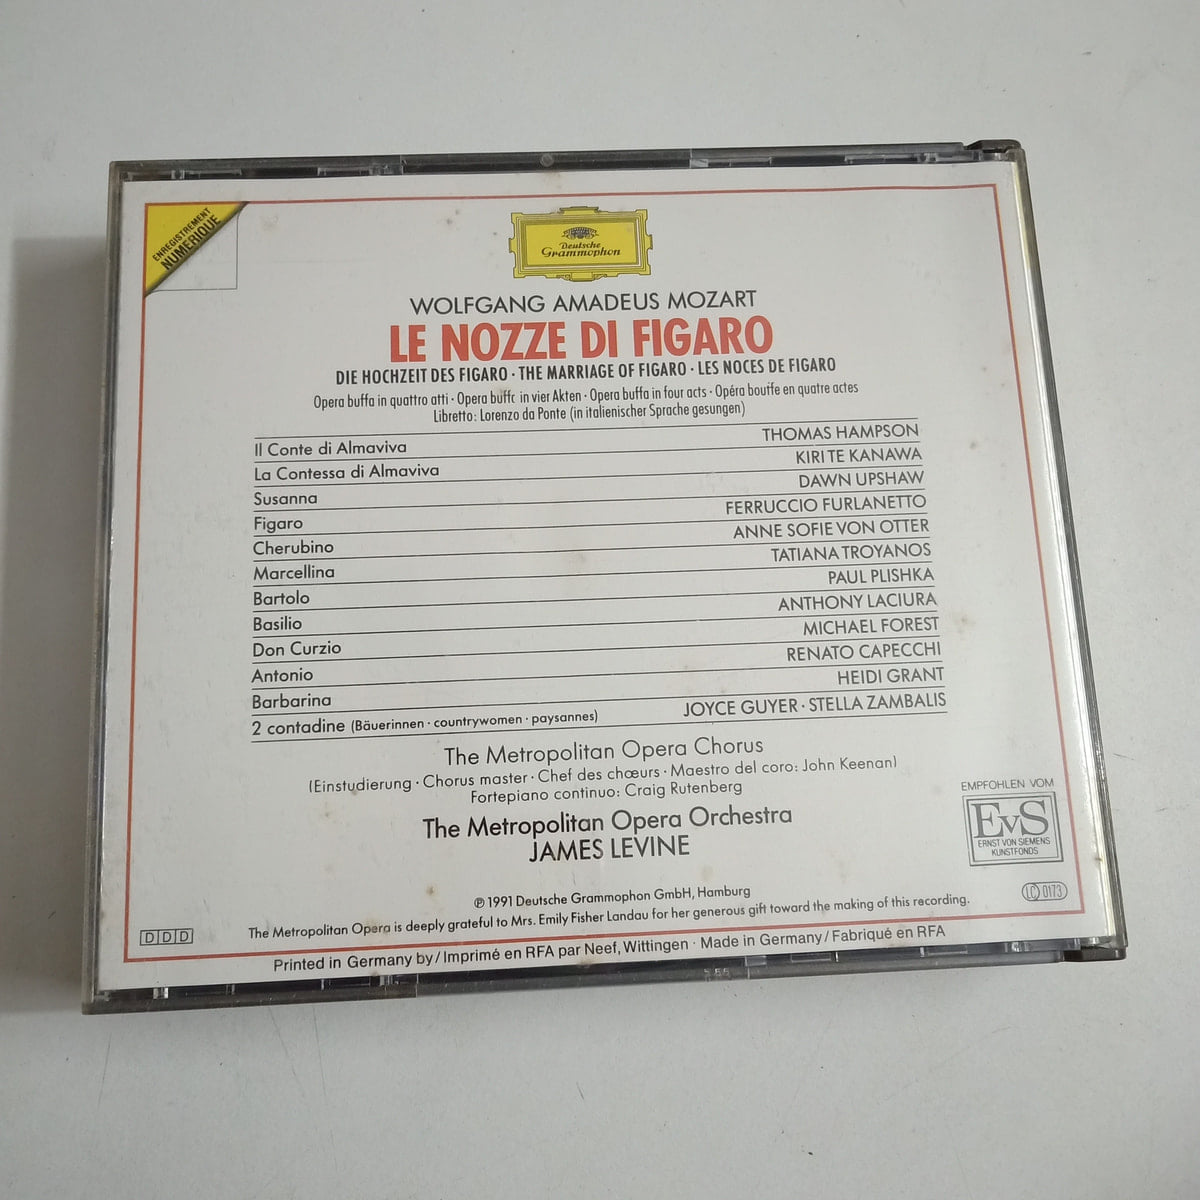 ENREGISTREMENT
NUMÉRIQUE
Deutsche
Grammophon
WOLFGANG AMADEUS MOZART
LE NOZZE DI FIGARO
DIE HOCHZEIT DES FIGARO · THE MARRIAGE OF FIGARO · LES NOCES DE FIGARO
Opera buffa in quattro atti · Opera buffa in vier Akten · Opera buffa in four acts · Opéra bouffe en quatre actes
Libretto: Lorenzo da Ponte (in italienischer Sprache gesungen)
Il Conte di Almaviva THOMAS HAMPSON
La Contessa di Almaviva KIRI TE KANAWA
Susanna DAWN UPSHAW
Figaro FERRUCCIO FURLANETTO
Cherubino ANNE SOFIE VON OTTER
Marcellina TATIANA TROYANOS
Bartolo PAUL PLISHKA
Basilio ANTHONY LACIURA
Don Curzio MICHAEL FOREST
Antonio RENATO CAPECCHI
Barbarina HEIDI GRANT
2 contadine (Bäuerinnen · countrywomen · paysannes) JOYCE GUYER · STELLA ZAMBALIS
The Metropolitan Opera Chorus
(Einstudierung · Chorus master · Chef des chœurs · Maestro del coro: John Keenan)
Fortepiano continuo: Craig Rutenberg
The Metropolitan Opera Orchestra
JAMES LEVINE
EMPFOHLEN VOM
EvS
ERNST VON SIEMENS
KUNSTFONDS
℗ 1991 Deutsche Grammophon GmbH, Hamburg
LC 0173
The Metropolitan Opera is deeply grateful to Mrs. Emily Fisher Landau for her generous gift toward the making of this recording.
DDD
Printed in Germany by / Imprimé en RFA par Neef, Wittingen · Made in Germany / Fabriqué en RFA